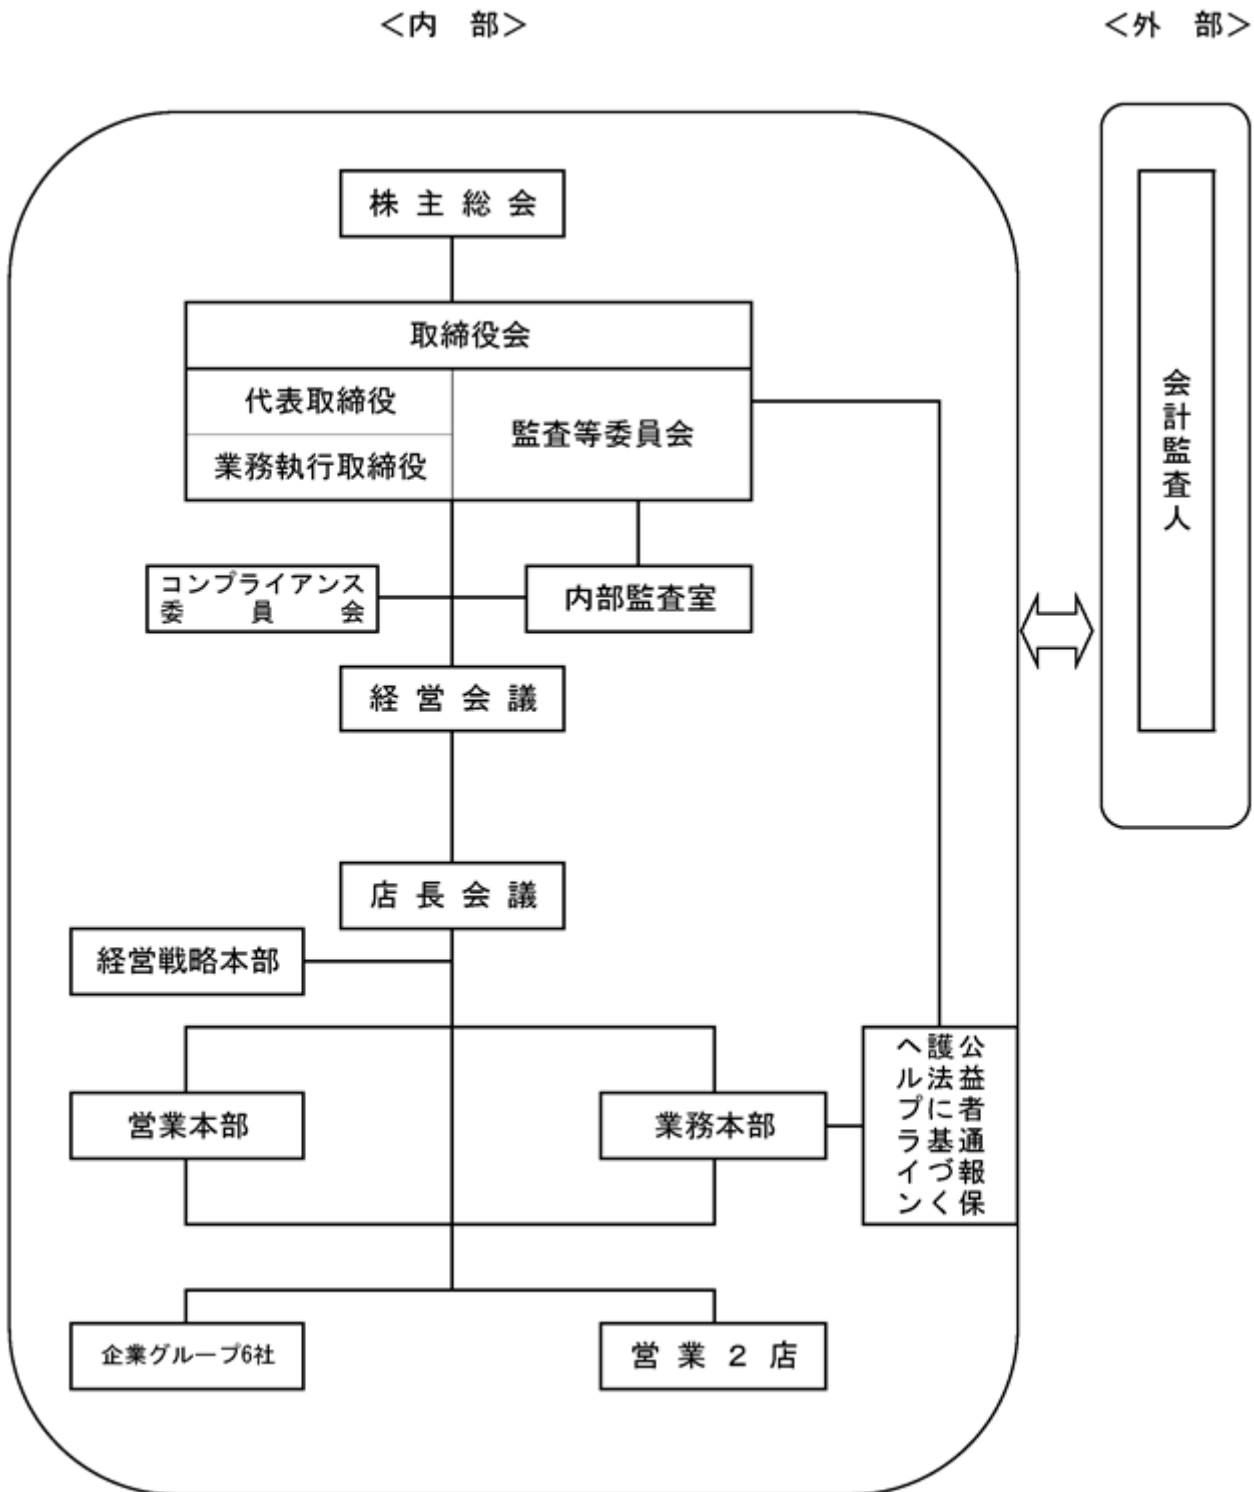 ＜内　部＞
＜外　部＞
株 主 総 会
取締役会
代表取締役
業務執行取締役
監査等委員会
コンプライアンス
委　員　会
内部監査室
経 営 会 議
店 長 会 議
経営戦略本部
営業本部
業務本部
公益者通報保
護法に基づく
ヘルプライン
企業グループ6社
営 業 ２ 店
会計監査人